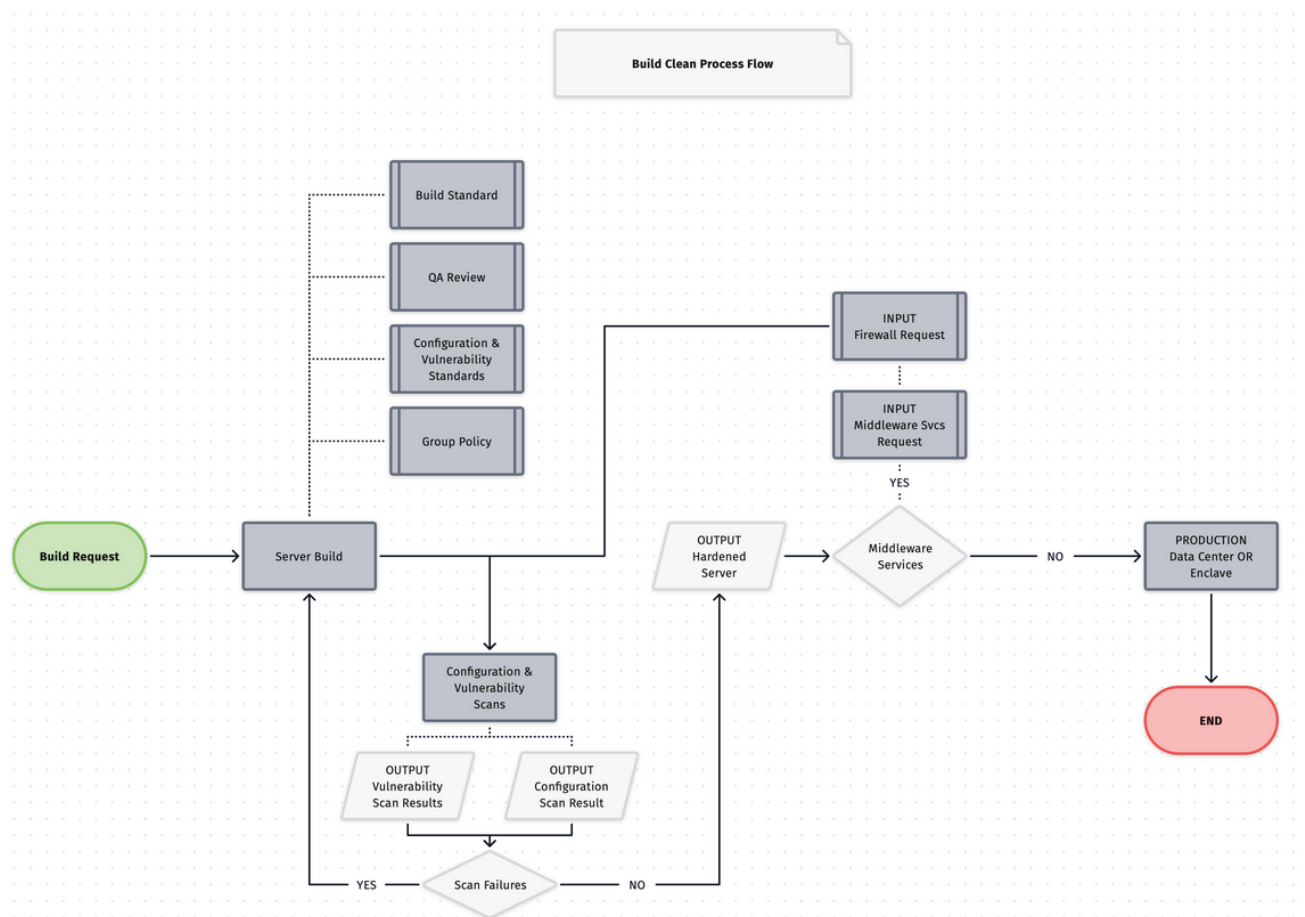 Build Clean Process Flow
Build Standard
QA Review
Configuration &
Vulnerability
Standards
Group Policy
INPUT
Firewall Request
INPUT
Middleware Svcs
Request
YES
Build Request
Server Build
OUTPUT
Hardened
Server
Middleware
Services
NO
PRODUCTION
Data Center OR
Enclave
Configuration &
Vulnerability
Scans
END
OUTPUT
Vulnerability
Scan Results
OUTPUT
Configuration
Scan Result
YES
Scan Failures
NO